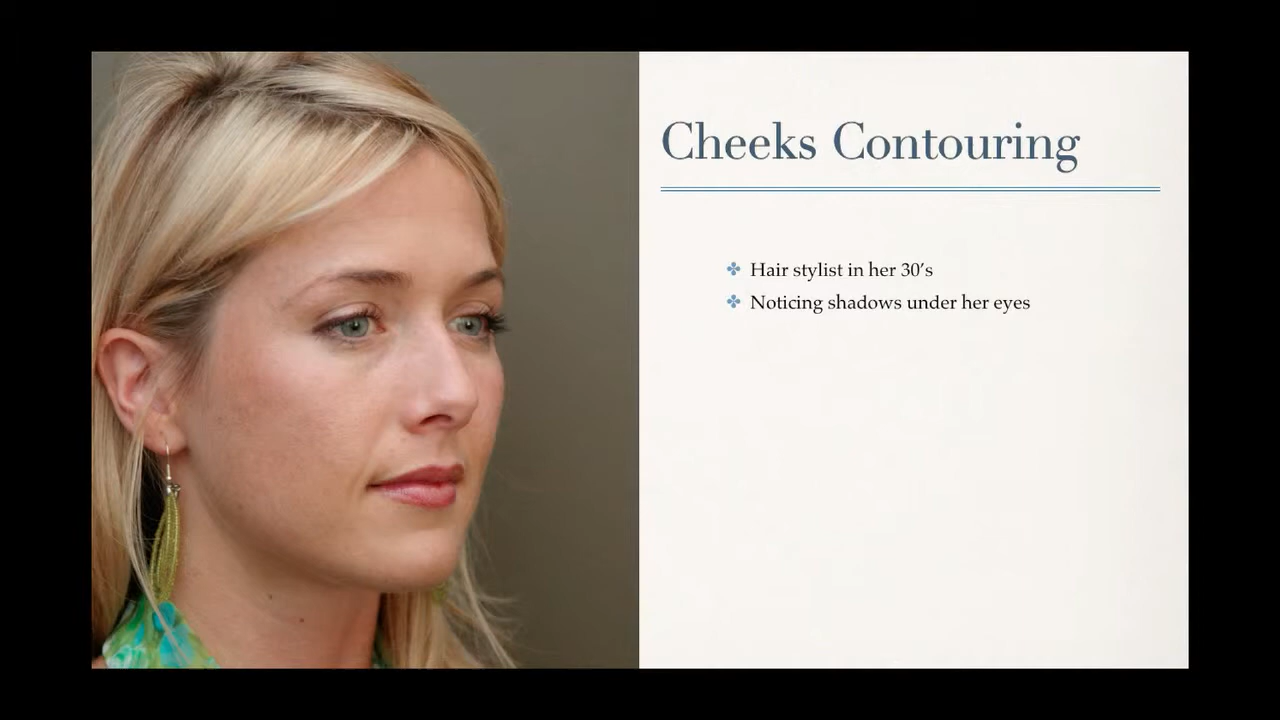 Cheeks Contouring
Hair stylist in her 30's
Noticing shadows under her eyes